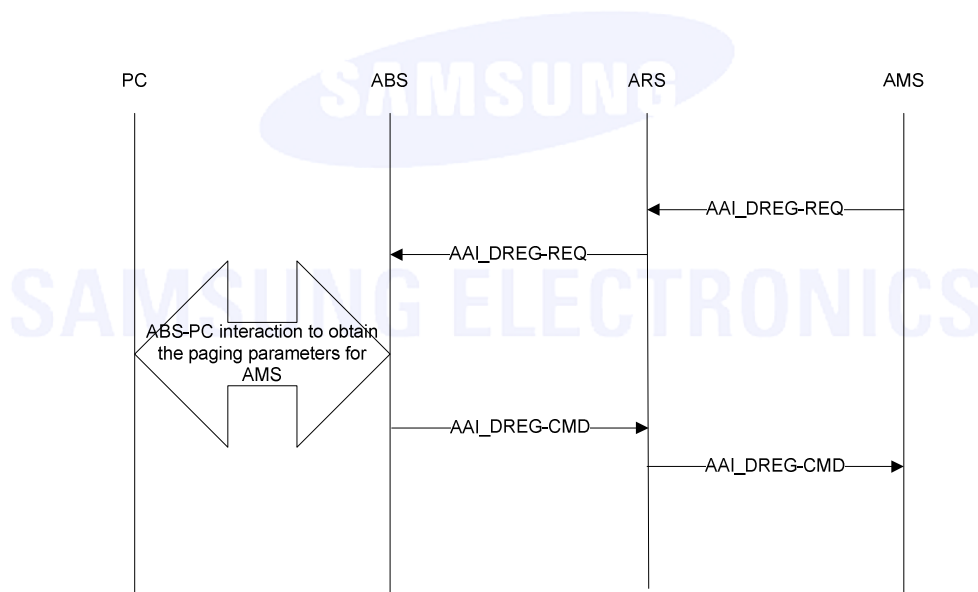 SAMSUNG
PC
ABS
ARS
AMS
AAI_DREG-REQ
AAI_DREG-REQ
SAMSUNG ELECTRONICS
ABS-PC interaction to obtain
the paging parameters for
AMS
AAI_DREG-CMD
AAI_DREG-CMD